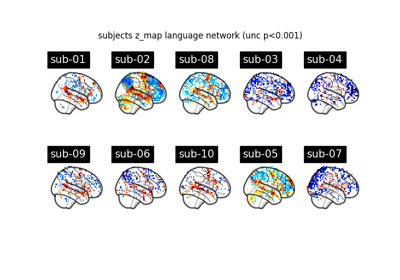 subjects z_map language network (unc p<0.001)
sub-01
sub-02
sub-08
sub-03
sub-04
sub-09
sub-06
sub-10
sub-05
sub-07